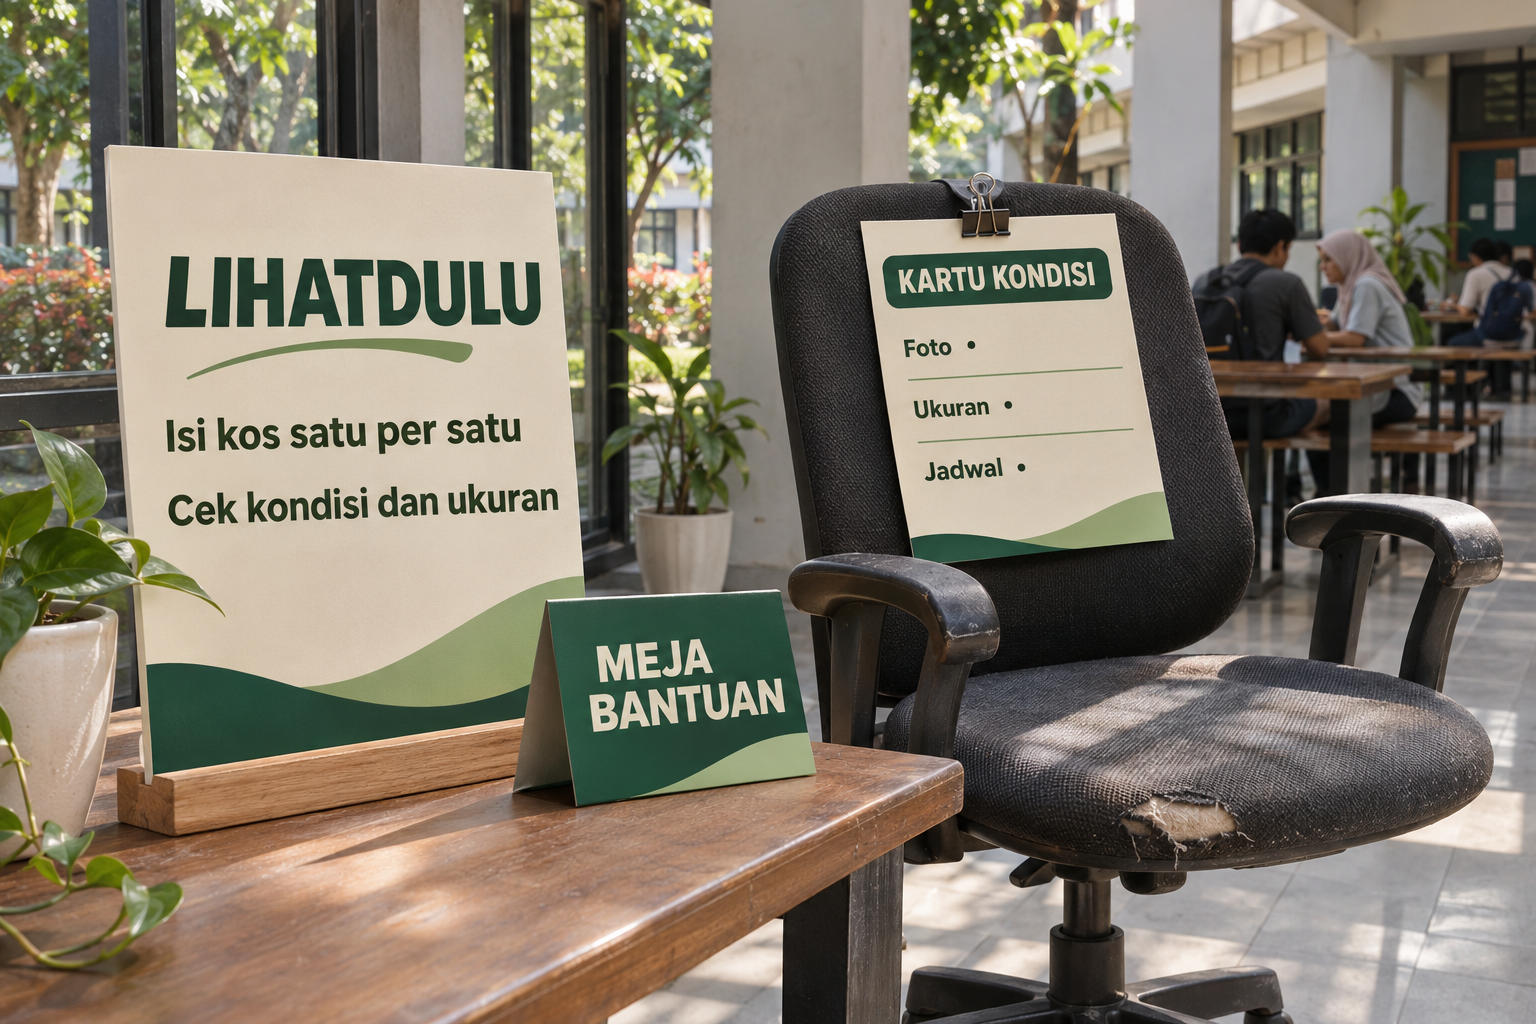 LIHATDULU
Isi kos satu per satu
Cek kondisi dan ukuran
MEJA
BANTUAN
KARTU KONDISI
Foto •
Ukuran •
Jadwal •